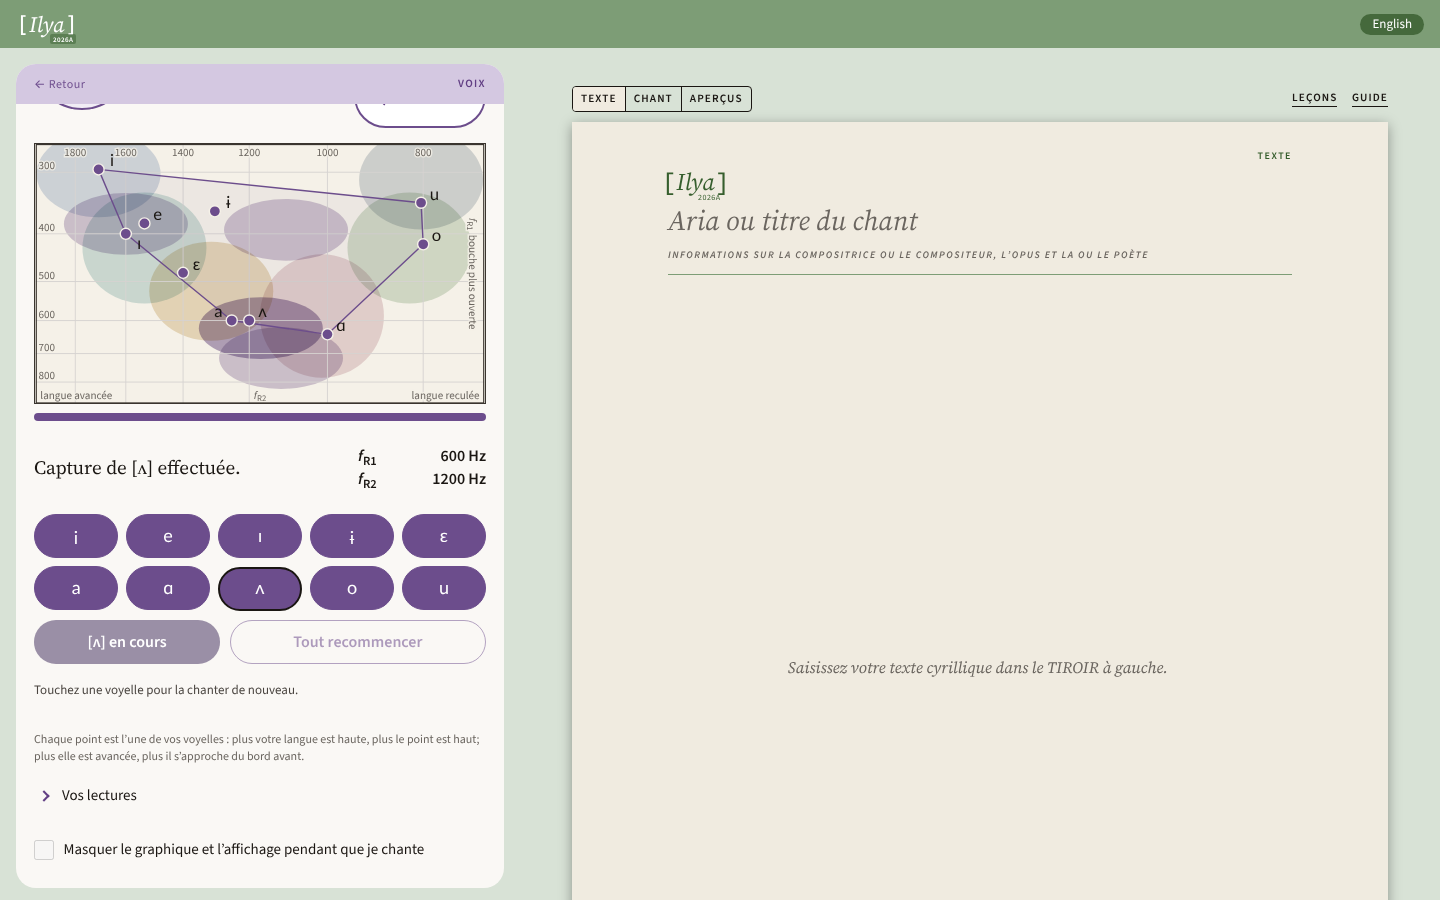 [Ilya]
2026A
English
← Retour
VOIX
1800 1600 1400 1200 1000 800
300
400
500
600
700
800
i
e
ɪ
ɨ
ɛ
a
ʌ
ɑ
o
u
fR1 bouche plus ouverte
langue avancée
fR2
langue reculée
Capture de [ʌ] effectuée.
fR1 600 Hz
fR2 1200 Hz
i e ɪ ɨ ɛ
a ɑ ʌ o u
[ʌ] en cours
Tout recommencer
Touchez une voyelle pour la chanter de nouveau.
Chaque point est l’une de vos voyelles : plus votre langue est haute, plus le point est haut;
plus elle est avancée, plus il s’approche du bord avant.
Vos lectures
Masquer le graphique et l’affichage pendant que je chante
TEXTE CHANT APERÇUS
LEÇONS GUIDE
TEXTE
[Ilya]
2026A
Aria ou titre du chant
INFORMATIONS SUR LA COMPOSITRICE OU LE COMPOSITEUR, L’OPUS ET LA OU LE POÈTE
Saisissez votre texte cyrillique dans le TIROIR à gauche.